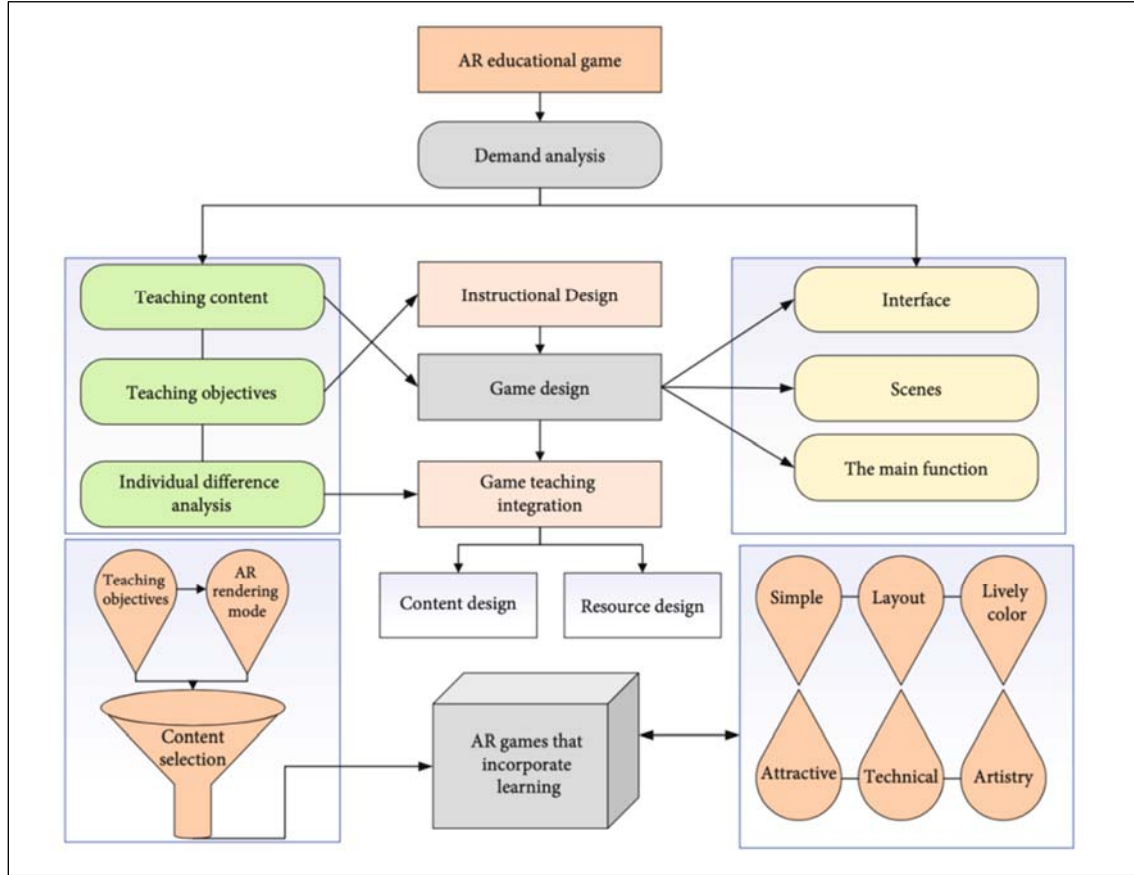 AR educational game
Demand analysis
Teaching content
Instructional Design
Interface
Teaching objectives
Game design
Scenes
Individual difference
analysis
Game teaching
integration
The main function
Teaching
objectives
AR
rendering
mode
Content design
Resource design
Simple
Layout
Lively
color
Content
selection
AR games that
incorporate
learning
Attractive
Technical
Artistry